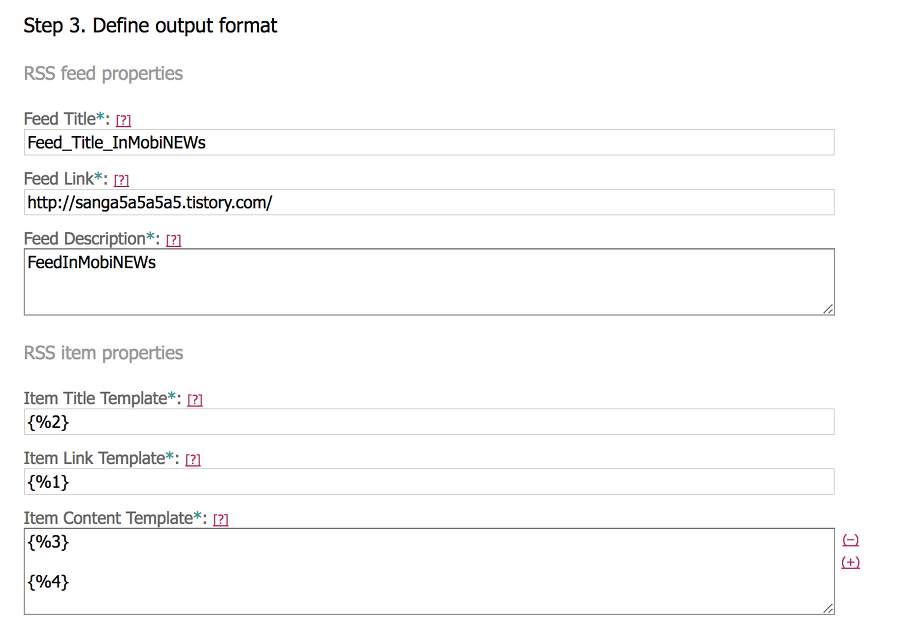 Step 3. Define output format
RSS feed properties
Feed Title*: [?]
Feed_Title_InMobiNEWs
Feed Link*: [?]
http://sanga5a5a5a5.tistory.com/
Feed Description*: [?]
FeedInMobiNEWs
RSS item properties
Item Title Template*: [?]
{%2}
Item Link Template*: [?]
{%1}
Item Content Template*: [?]
{%3}
(−)
(+)
{%4}